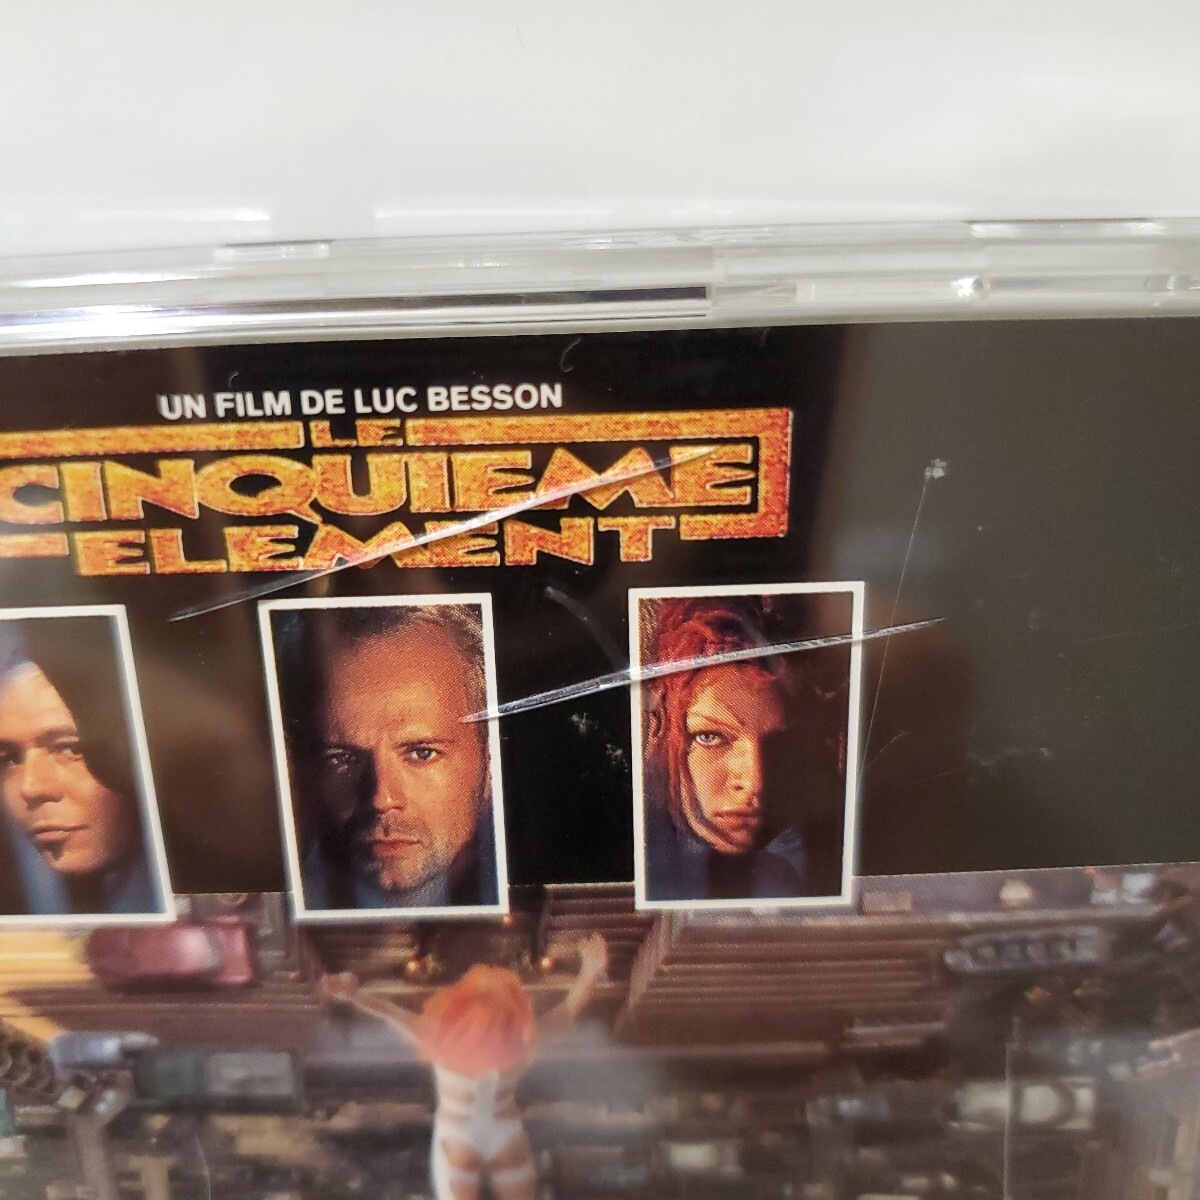 UN FILM DE LUC BESSON
LE
CINQUIEME
ELEMENT